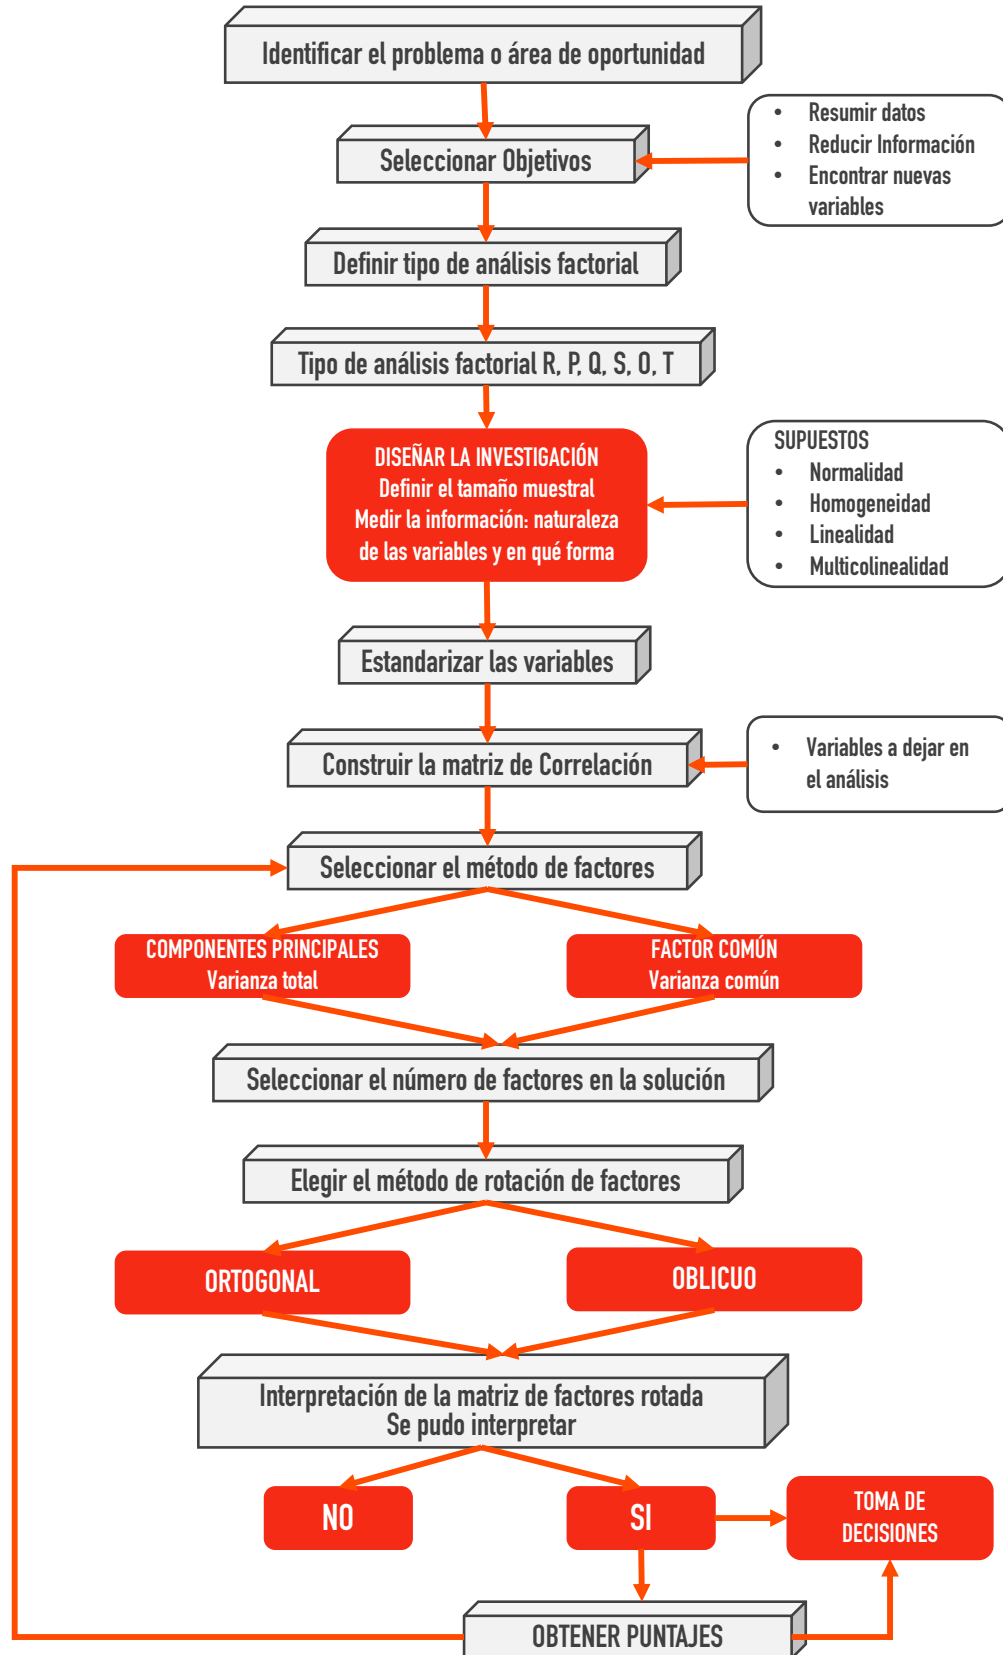 Identificar el problema o área de oportunidad
• Resumir datos
• Reducir Información
• Encontrar nuevas
variables
Seleccionar Objetivos
Definir tipo de análisis factorial
Tipo de análisis factorial R, P, Q, S, O, T
DISEÑAR LA INVESTIGACIÓN
Definir el tamaño muestral
Medir la información: naturaleza
de las variables y en qué forma
SUPUESTOS
• Normalidad
• Homogeneidad
• Linealidad
• Multicolinealidad
Estandarizar las variables
Construir la matriz de Correlación
• Variables a dejar en
el análisis
Seleccionar el método de factores
COMPONENTES PRINCIPALES
Varianza total
FACTOR COMÚN
Varianza común
Seleccionar el número de factores en la solución
Elegir el método de rotación de factores
ORTOGONAL
OBLICUO
Interpretación de la matriz de factores rotada
Se pudo interpretar
NO
SI
TOMA DE
DECISIONES
OBTENER PUNTAJES